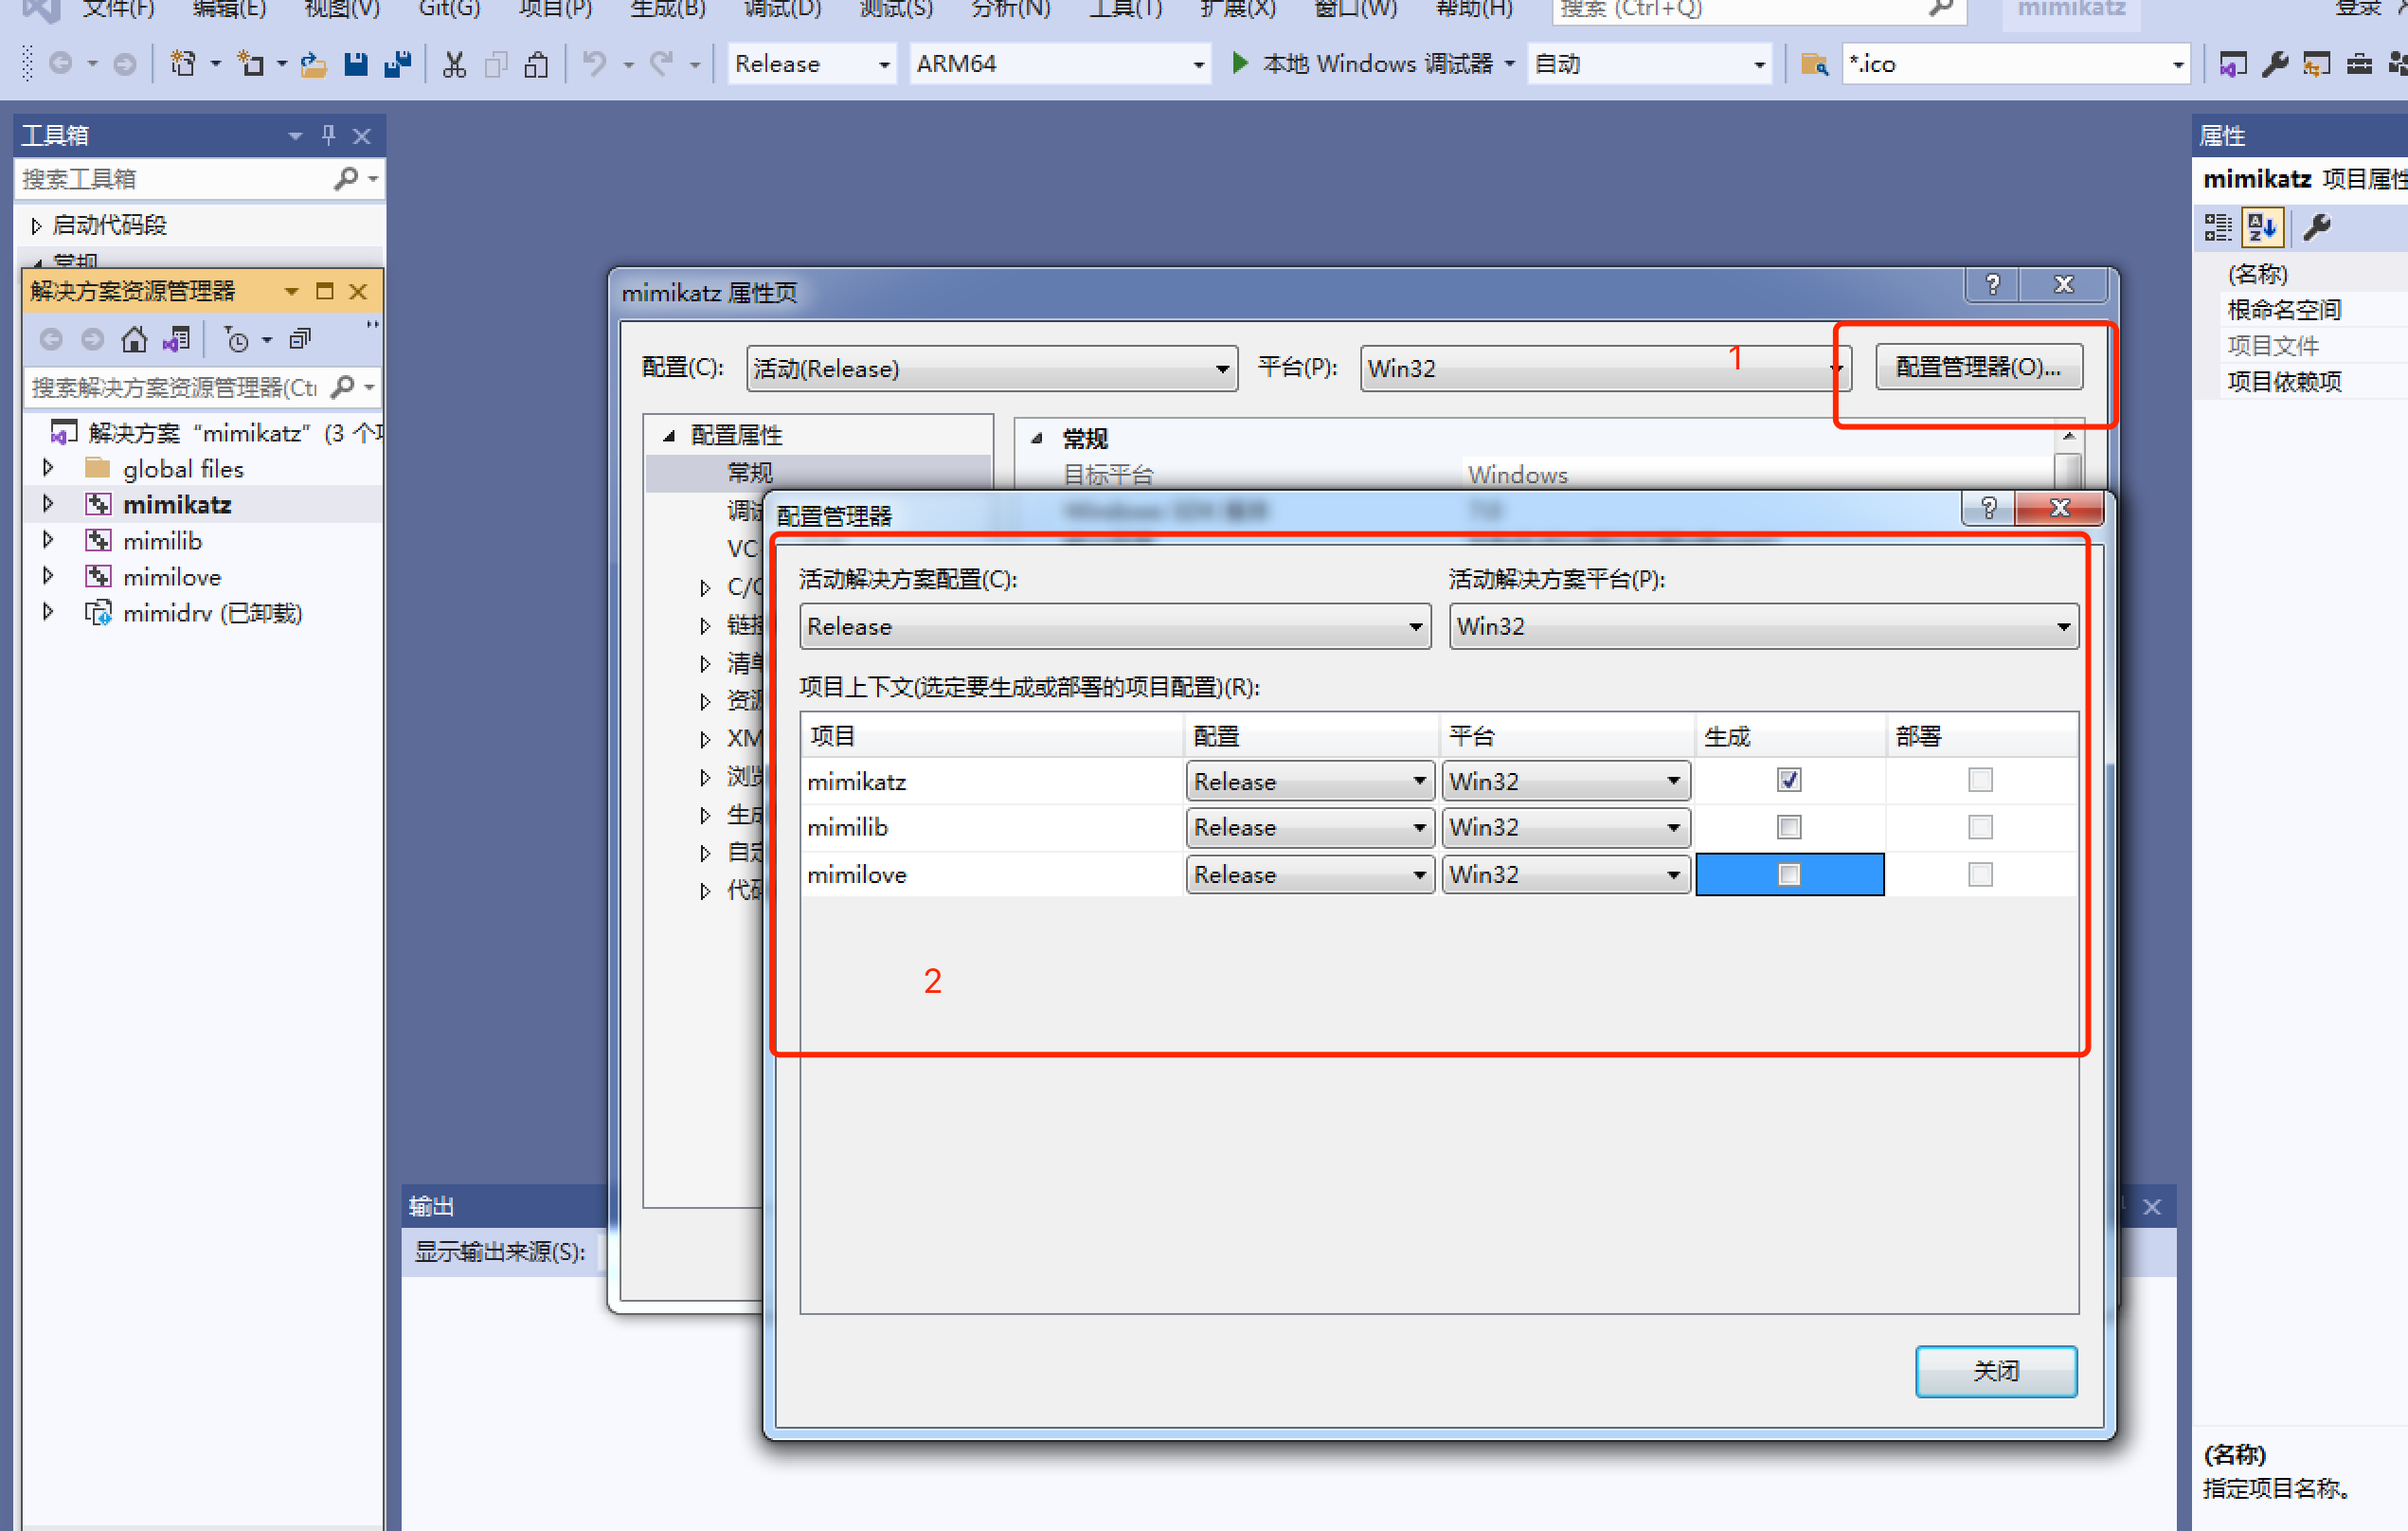 文件(F) 编辑(E) 视图(V) Git(G) 项目(P) 生成(B) 调试(D) 测试(S) 分析(N) 工具(T) 扩展(X) 窗口(W) 帮助(H) 搜索 (Ctrl+Q) mimikatz 登录
Release ARM64 本地 Windows 调试器 自动 *.ico
工具箱
搜索工具箱
启动代码段
常规
解决方案资源管理器
搜索解决方案资源管理器(Ctr
解决方案 “mimikatz” (3 个
global files
mimikatz
mimilib
mimilove
mimidrv (已卸载)
mimikatz 属性页
配置(C): 活动(Release) 平台(P): Win32 1 配置管理器(O)...
配置属性
常规
调试
VC
C/C
链接
清单
资源
XM
浏览
生成
自定
代码
常规
目标平台 Windows
配置管理器
活动解决方案配置(C): 活动解决方案平台(P):
Release Win32
项目上下文(选定要生成或部署的项目配置)(R):
项目 配置 平台 生成 部署
mimikatz Release Win32
mimilib Release Win32
mimilove Release Win32
2
关闭
输出
显示输出来源(S):
属性
mimikatz 项目属性
(名称)
根命名空间
项目文件
项目依赖项
(名称)
指定项目名称。